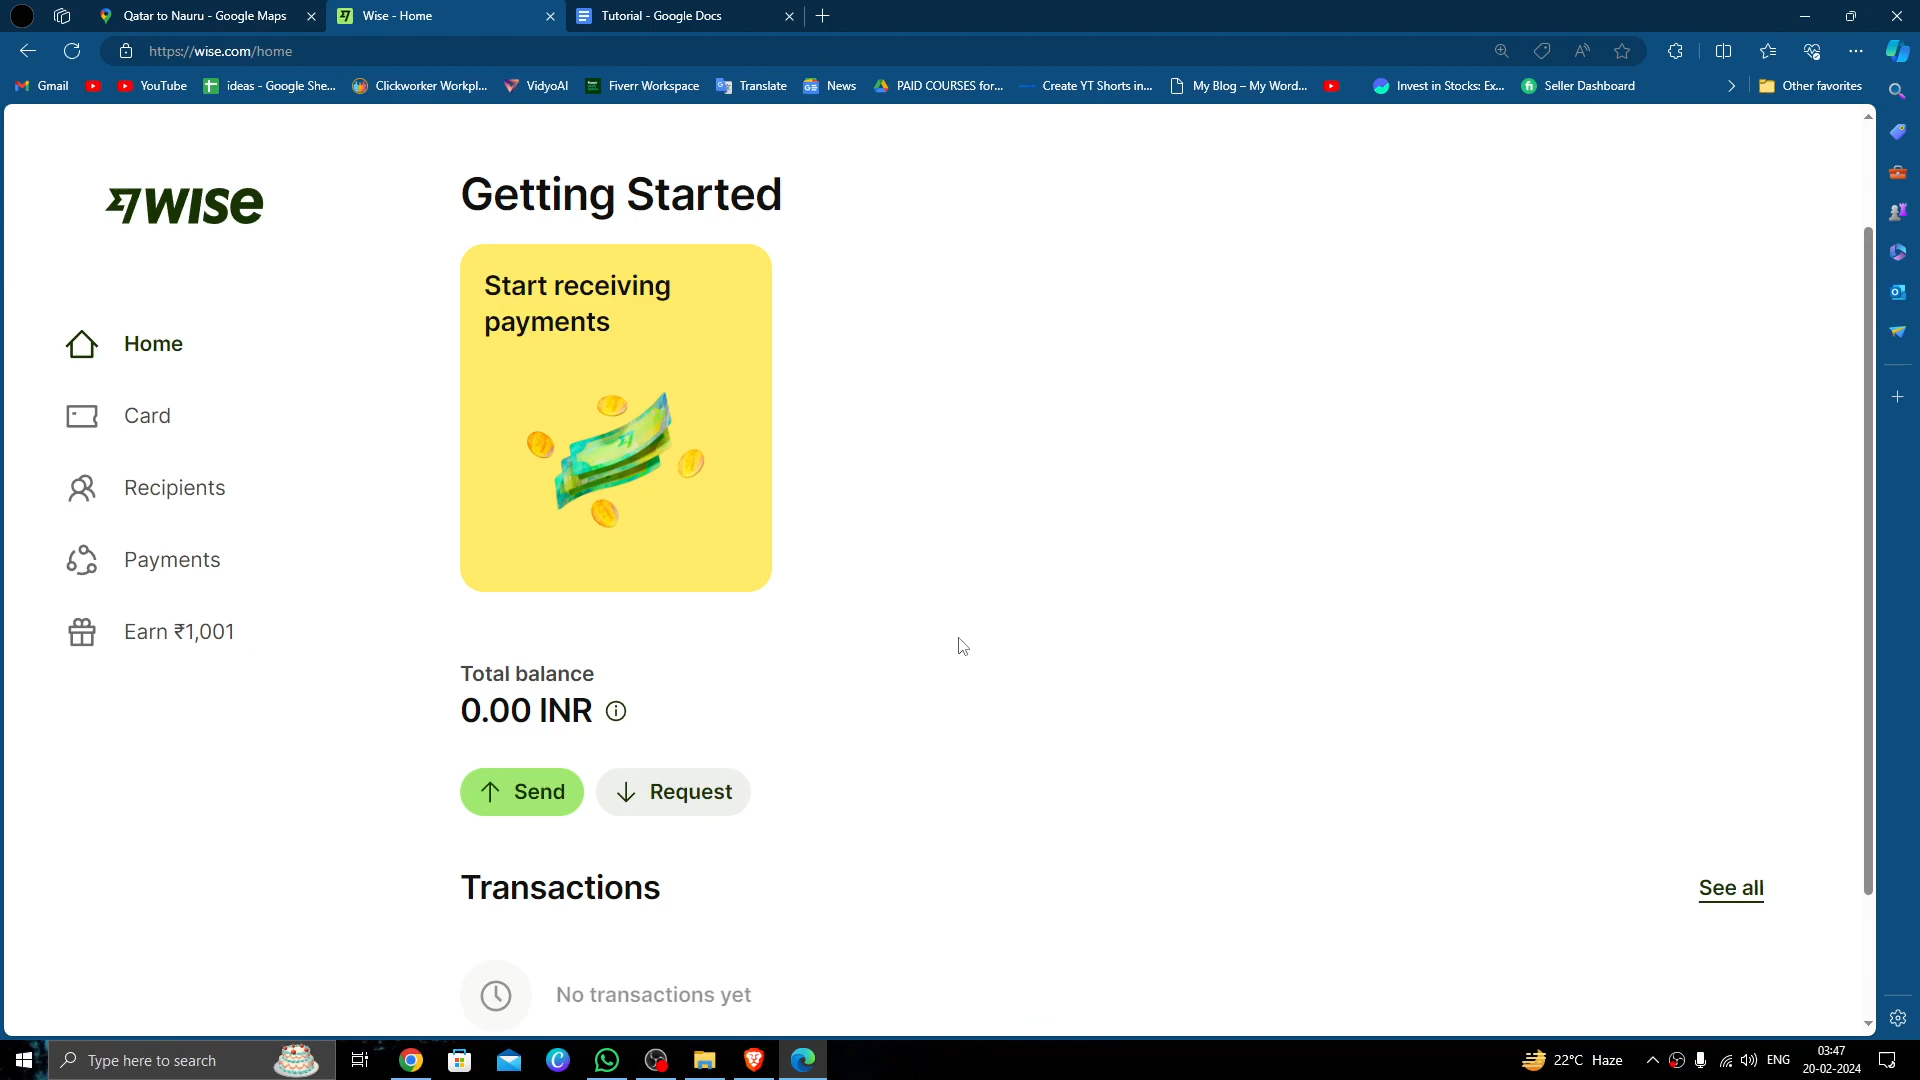 Qatar to Nauru - Google Maps
Wise - Home
Tutorial - Google Docs
https://wise.com/home
Gmail
YouTube
ideas - Google She...
Clickworker Workpl...
VidyoAI
Fiverr Workspace
Translate
News
PAID COURSES for...
Create YT Shorts in...
My Blog – My Word...
Invest in Stocks: Ex...
Seller Dashboard
Other favorites
WISE
Home
Card
Recipients
Payments
Earn ₹1,001
Getting Started
Start receiving
payments
Total balance
0.00 INR
Send
Request
Transactions
See all
No transactions yet
Type here to search
22°C Haze
ENG
03:47
20-02-2024